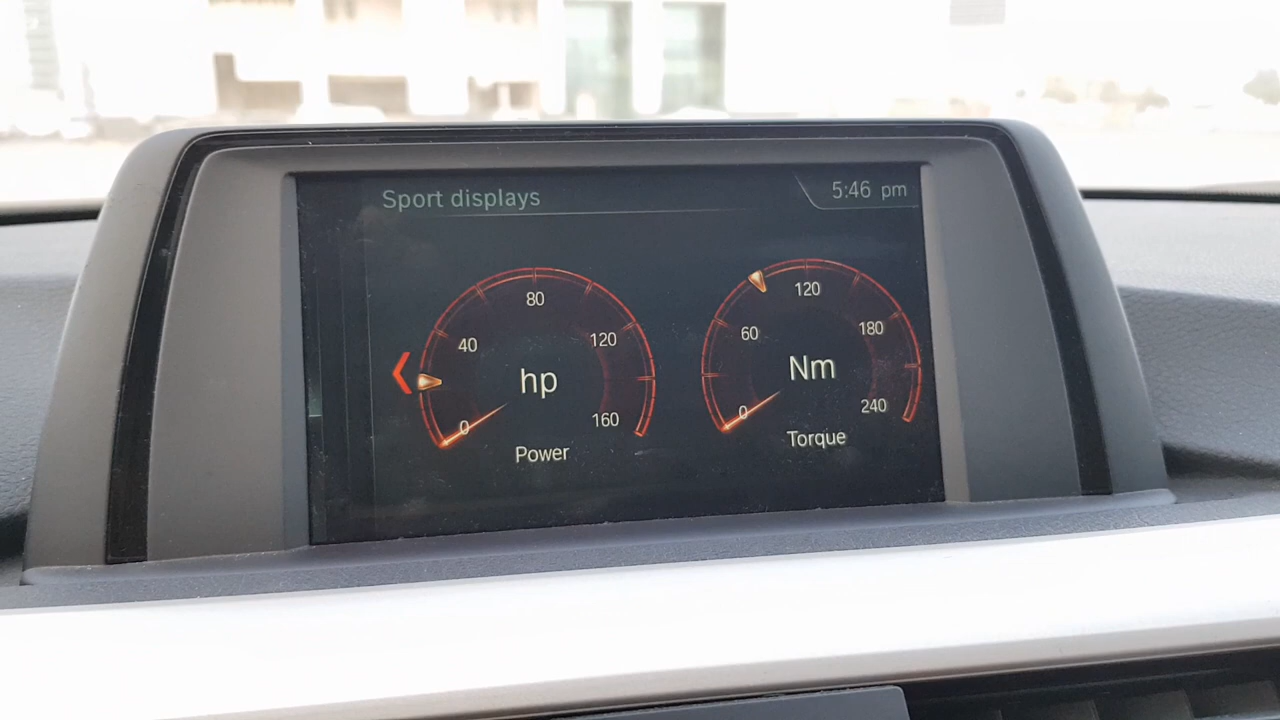 Sport displays
5:46 pm
0
40
80
120
160
hp
Power
0
60
120
180
240
Nm
Torque